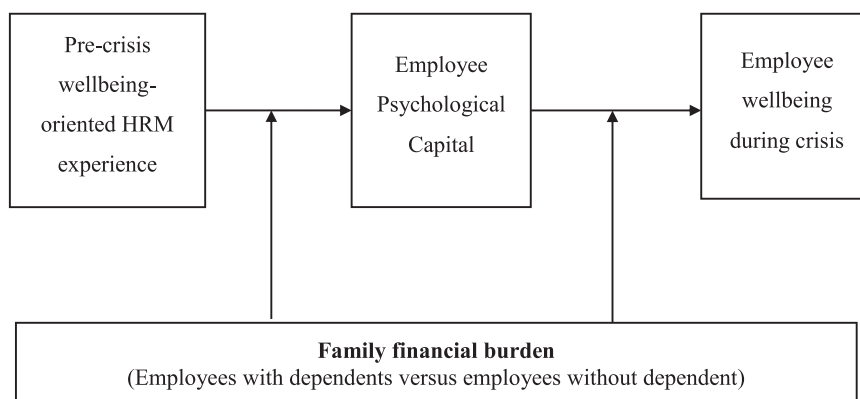 Pre-crisis
wellbeing-
oriented HRM
experience
Employee
Psychological
Capital
Employee
wellbeing
during crisis
Family financial burden
(Employees with dependents versus employees without dependent)